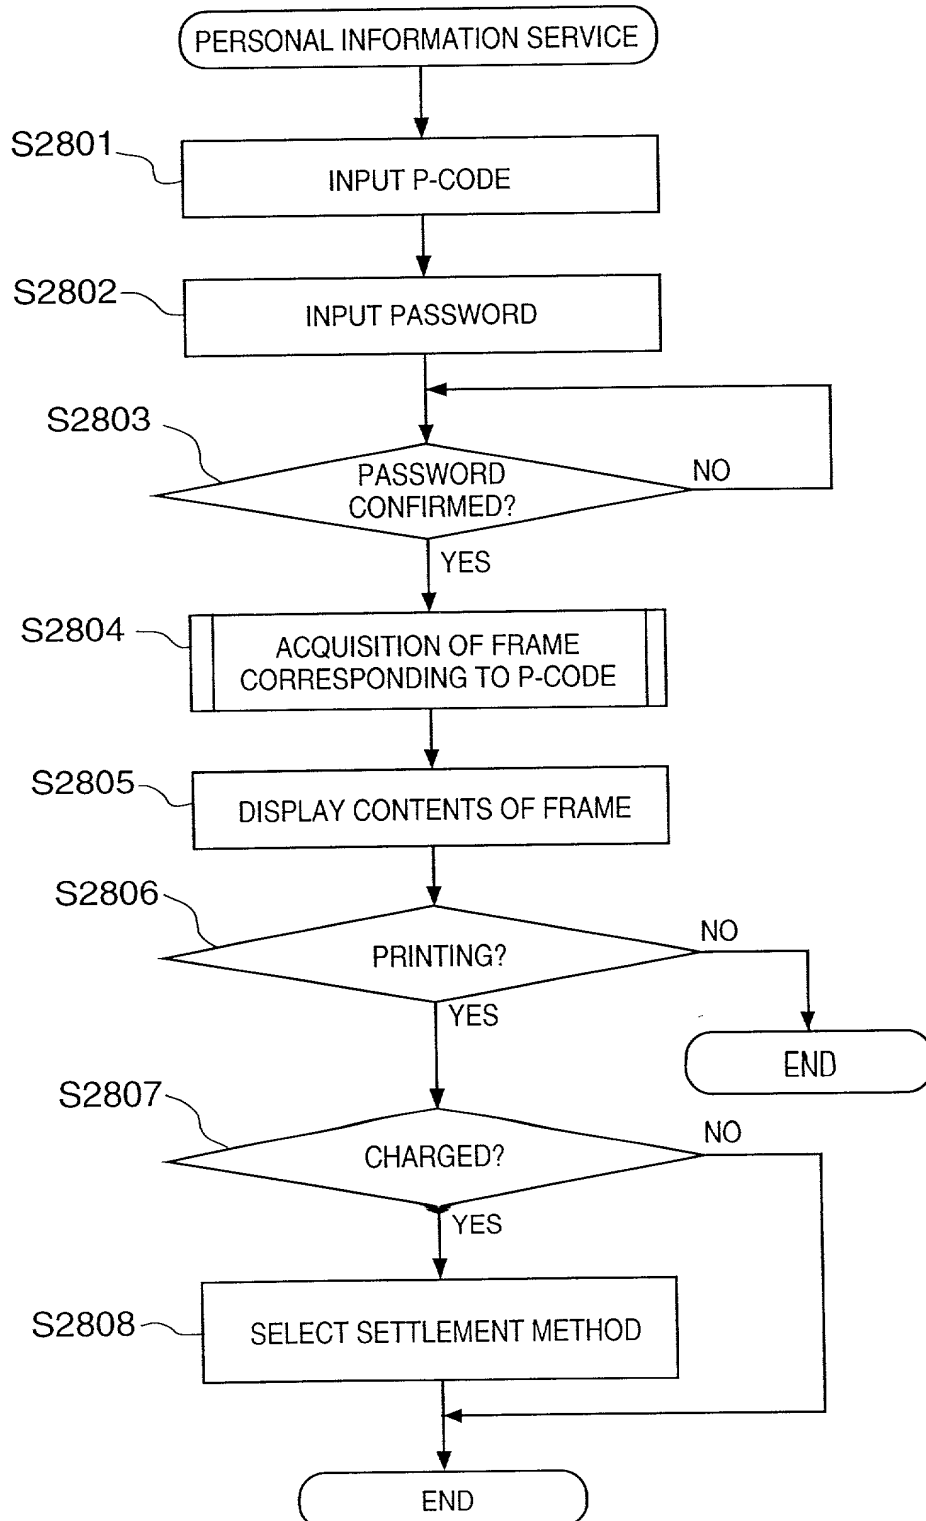 PERSONAL INFORMATION SERVICE
S2801
INPUT P-CODE
S2802
INPUT PASSWORD
S2803
PASSWORD
CONFIRMED?
NO
YES
S2804
ACQUISITION OF FRAME
CORRESPONDING TO P-CODE
S2805
DISPLAY CONTENTS OF FRAME
S2806
PRINTING?
NO
YES
END
S2807
CHARGED?
NO
YES
S2808
SELECT SETTLEMENT METHOD
END